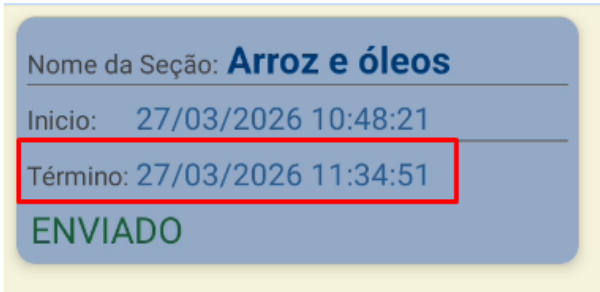 Nome da Seção: Arroz e óleos
Inicio: 27/03/2026 10:48:21
Término: 27/03/2026 11:34:51
ENVIADO